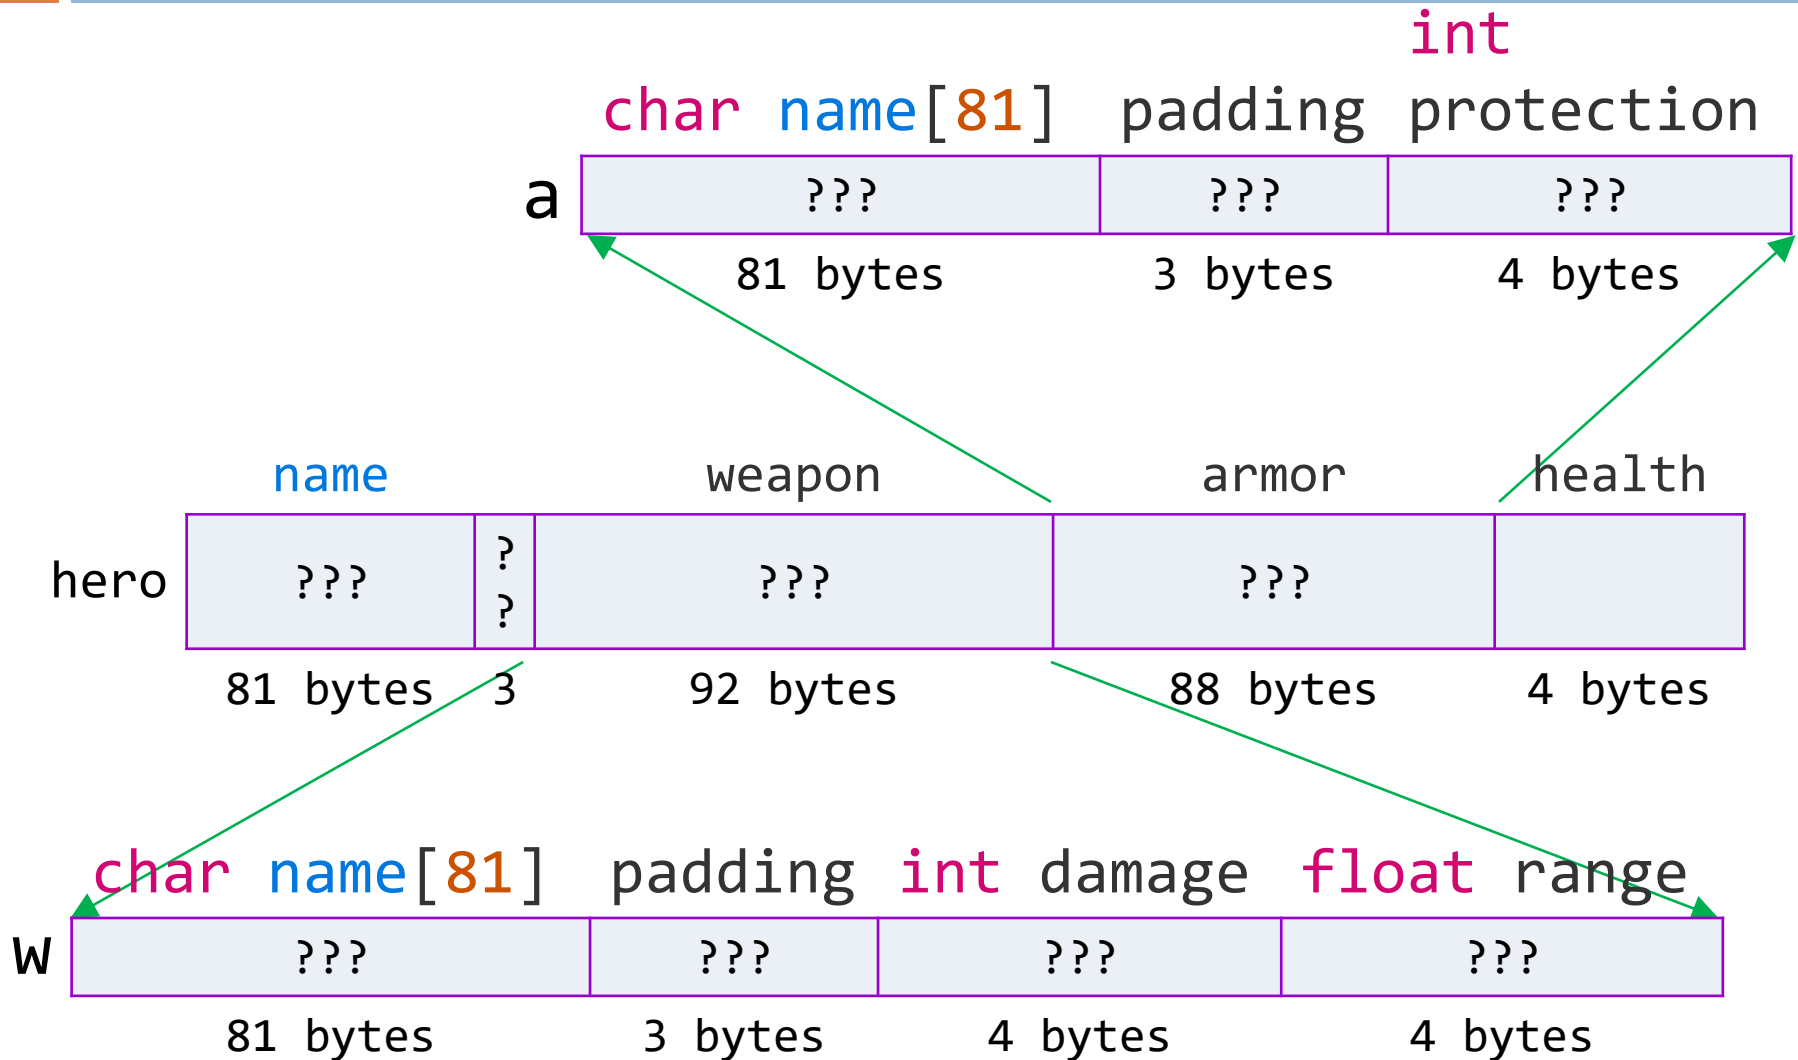 int
char name[81] padding protection
a ??? ??? ???
81 bytes 3 bytes 4 bytes
name weapon armor health
hero ??? ? ? ??? ???
81 bytes 3 92 bytes 88 bytes 4 bytes
char name[81] padding int damage float range
w ??? ??? ??? ???
81 bytes 3 bytes 4 bytes 4 bytes